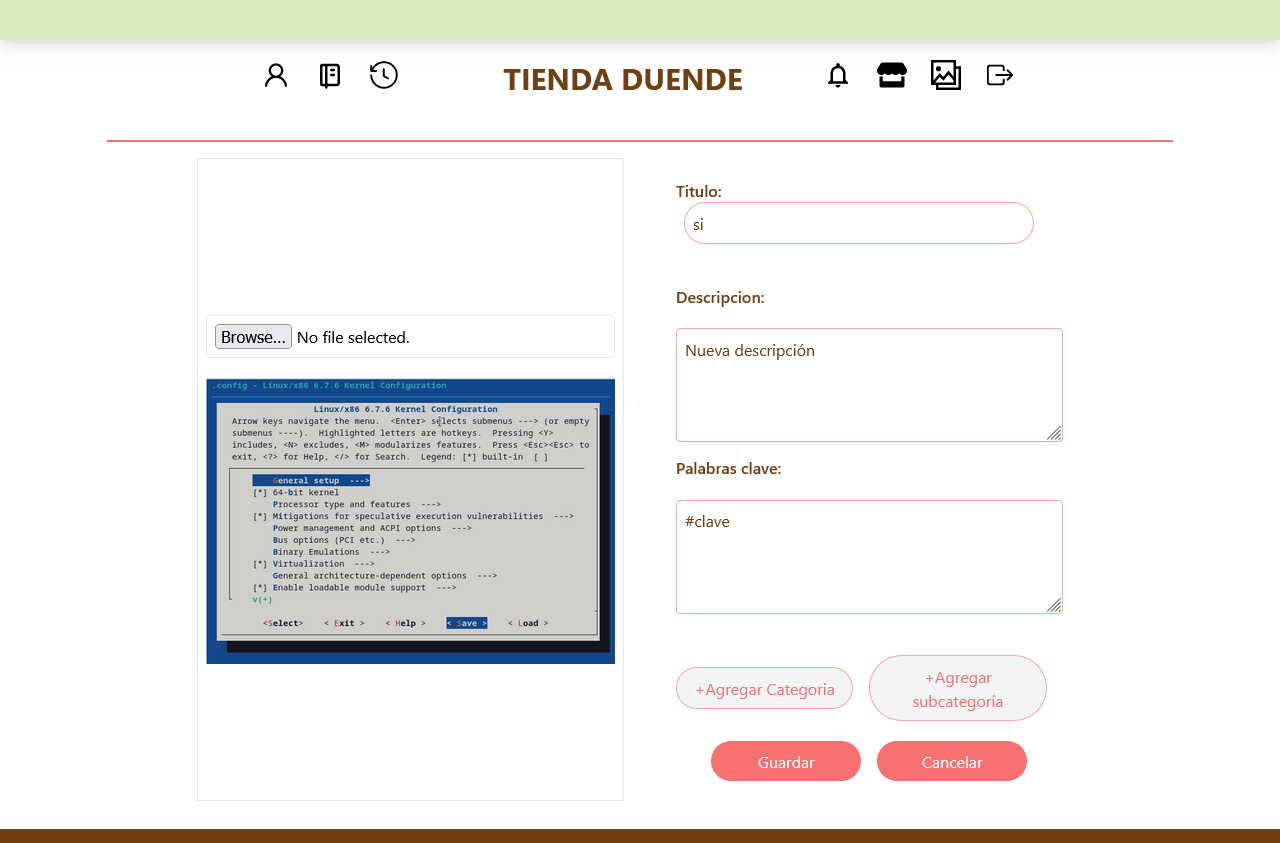 TIENDA DUENDE
Browse... No file selected.
.config - Linux/x86 6.7.6 Kernel Configuration
Linux/x86 6.7.6 Kernel Configuration
Arrow keys navigate the menu. <Enter> selects submenus ---> (or empty
submenus ----). Highlighted letters are hotkeys. Pressing <Y>
includes, <N> excludes, <M> modularizes features. Press <Esc><Esc> to
exit, <?> for Help, </> for Search. Legend: [*] built-in [ ]
General setup --->
[*] 64-bit kernel
Processor type and features --->
[*] Mitigations for speculative execution vulnerabilities --->
Power management and ACPI options --->
Bus options (PCI etc.) --->
Binary Emulations --->
[*] Virtualization --->
General architecture-dependent options --->
[*] Enable loadable module support --->
v(+)
<Select> < Exit > < Help > < Save > < Load >
Titulo:
si
Descripcion:
Nueva descripción
Palabras clave:
#clave
+Agregar Categoria
+Agregar
subcategoria
Guardar
Cancelar